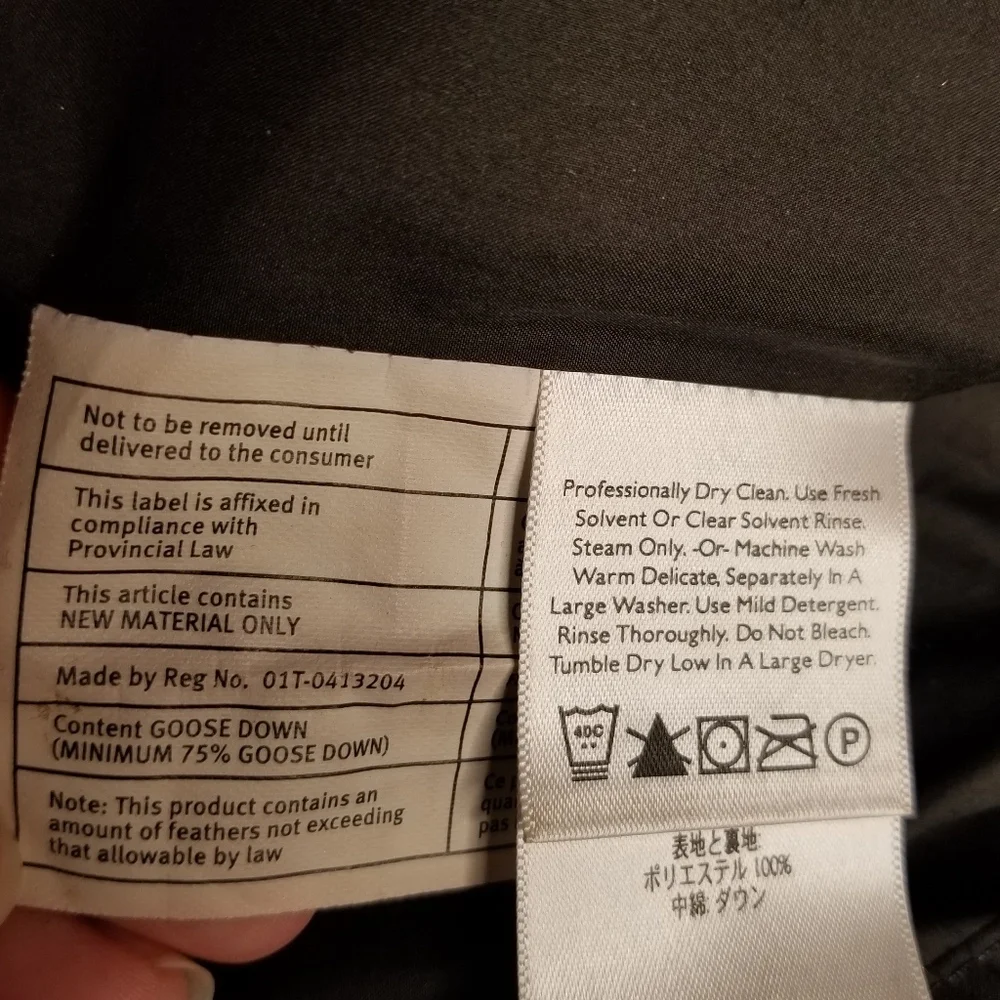 Not to be removed until
delivered to the consumer
This label is affixed in
compliance with
Provincial Law
This article contains
NEW MATERIAL ONLY
Made by Reg No. 01T-0413204
Content GOOSE DOWN
(MINIMUM 75% GOOSE DOWN)
Note: This product contains an
amount of feathers not exceeding
that allowable by law
Ce p
qua
pas
Professionally Dry Clean. Use Fresh
Solvent Or Clear Solvent Rinse.
Steam Only. -Or- Machine Wash
Warm Delicate, Separately In A
Large Washer. Use Mild Detergent.
Rinse Thoroughly. Do Not Bleach.
Tumble Dry Low In A Large Dryer.
40C
P
表地と裏地:
ポリエステル 100%
中綿: ダウン